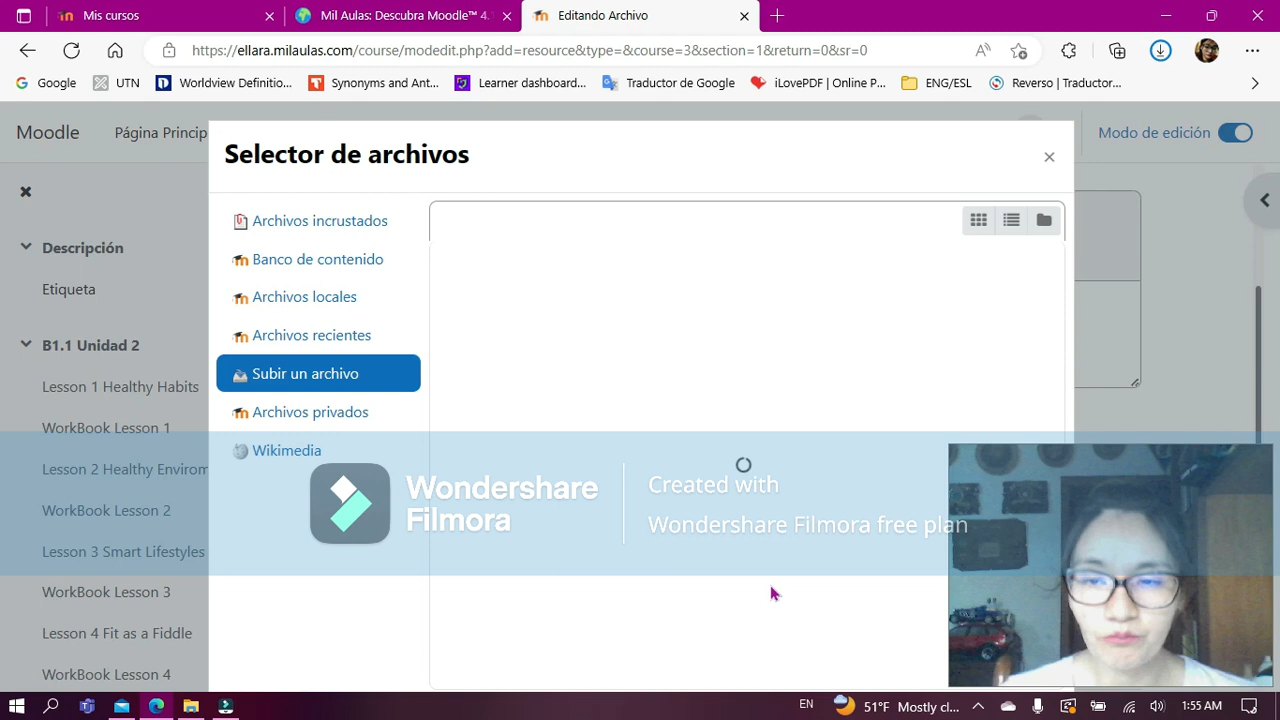 Mis cursos
Mil Aulas: Descubra Moodle™ 4.
Editando Archivo
https://ellara.milaulas.com/course/modedit.php?add=resource&type=&course=3&section=1&return=0&sr=0
Google
UTN
Worldview Definitio...
Synonyms and Ant...
Learner dashboard...
Traductor de Google
iLovePDF | Online P...
ENG/ESL
Reverso | Traductor...
Moodle
Página Princip
Modo de edición
Selector de archivos
Descripción
Etiqueta
B1.1 Unidad 2
Lesson 1 Healthy Habits
WorkBook Lesson 1
Lesson 2 Healthy Envirom
WorkBook Lesson 2
Lesson 3 Smart Lifestyles
WorkBook Lesson 3
Lesson 4 Fit as a Fiddle
WorkBook Lesson 4
Archivos incrustados
Banco de contenido
Archivos locales
Archivos recientes
Subir un archivo
Archivos privados
Wikimedia
Wondershare
Filmora
Created with
Wondershare Filmora free plan
EN
51°F Mostly cl...
1:55 AM